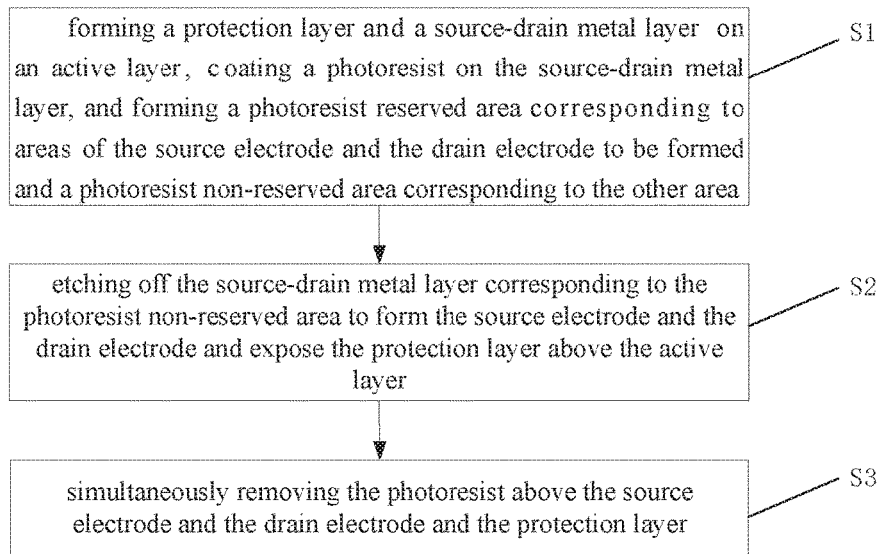 forming a protection layer and a source-drain metal layer on
an active layer, coating a photoresist on the source-drain metal
layer, and forming a photoresist reserved area corresponding to
areas of the source electrode and the drain electrode to be formed
and a photoresist non-reserved area corresponding to the other area
S1
etching off the source-drain metal layer corresponding to the
photoresist non-reserved area to form the source electrode and the
drain electrode and expose the protection layer above the active
layer
S2
simultaneously removing the photoresist above the source
electrode and the drain electrode and the protection layer
S3